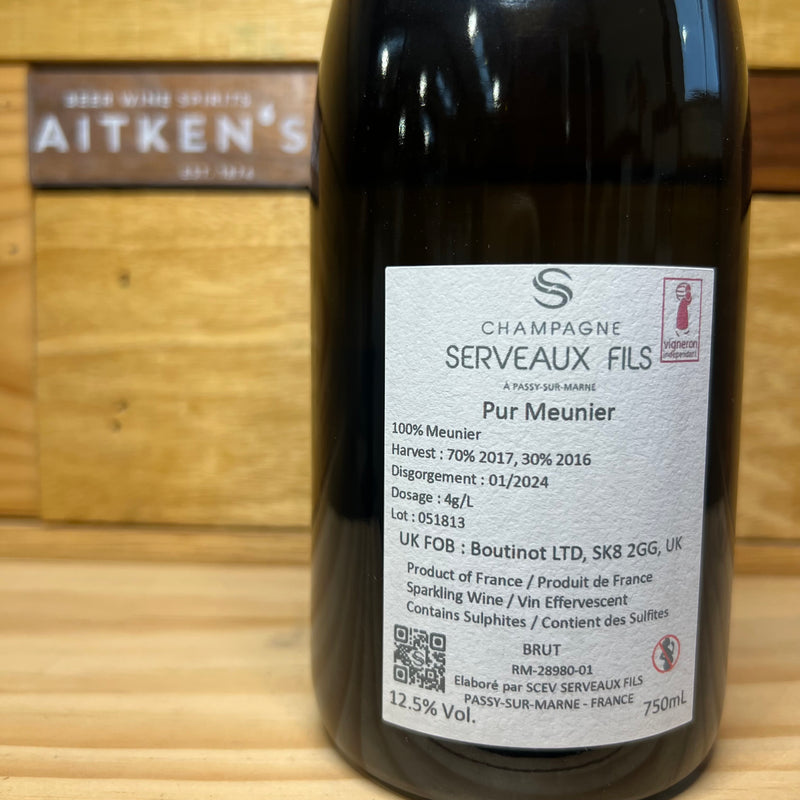 BEER WINE SPIRITS
AITKEN'S
EST. 1874
S
CHAMPAGNE
SERVEAUX FILS
À PASSY-SUR-MARNE
vigneron
indépendant
Pur Meunier
100% Meunier
Harvest : 70% 2017, 30% 2016
Disgorgement : 01/2024
Dosage : 4g/L
Lot : 051813
UK FOB : Boutinot LTD, SK8 2GG, UK
Product of France / Produit de France
Sparkling Wine / Vin Effervescent
Contains Sulphites / Contient des Sulfites
BRUT
RM-28980-01
Elaboré par SCEV SERVEAUX FILS
PASSY-SUR-MARNE - FRANCE
12.5% Vol.
750mL